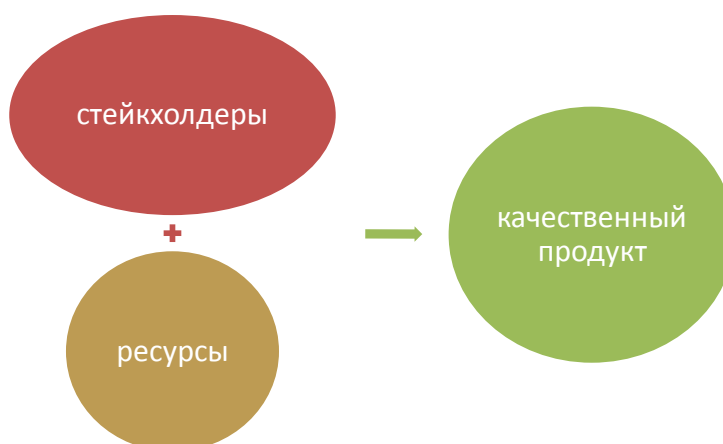 стейкхолдеры
+
ресурсы
качественный
продукт